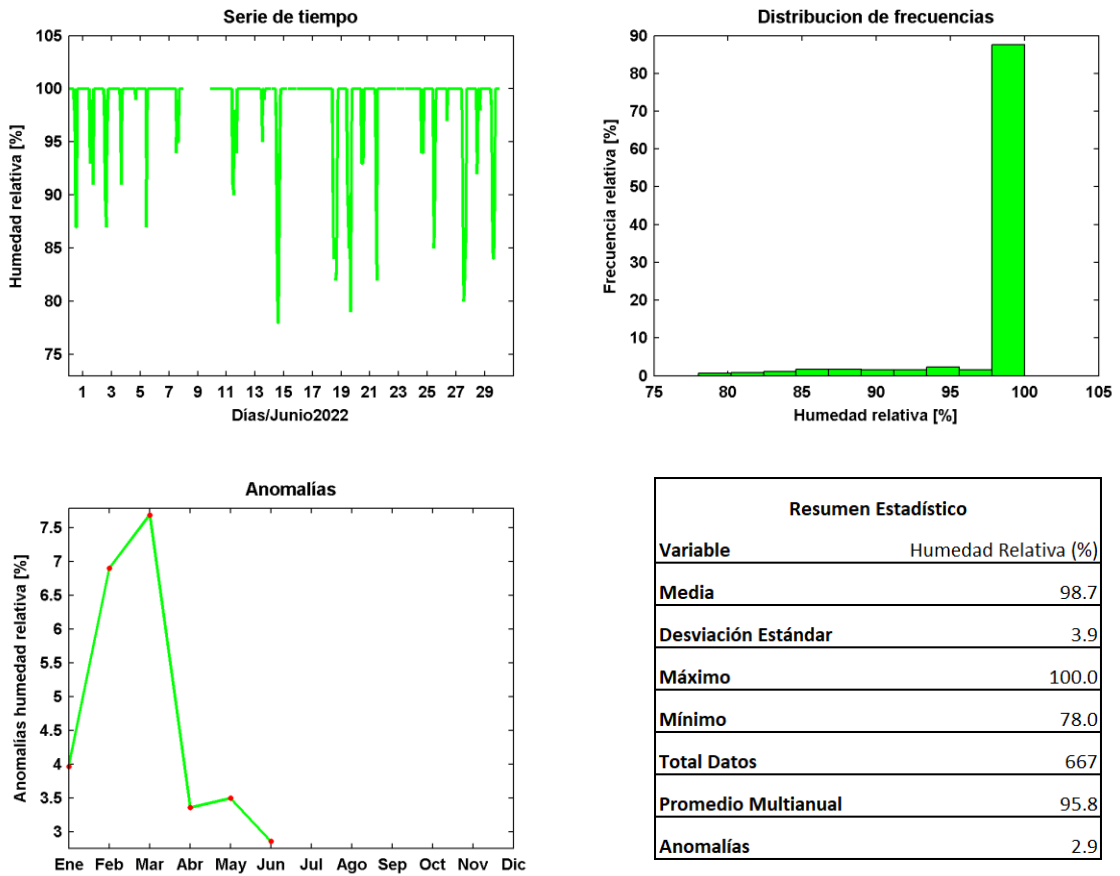 Serie de tiempo
105
100
95
90
85
80
75
Humedad relativa [%]
1 3 5 7 9 11 13 15 17 19 21 23 25 27 29
Días/Junio2022
Distribucion de frecuencias
90
80
70
60
50
40
30
20
10
0
Frecuencia relativa [%]
75 80 85 90 95 100 105
Humedad relativa [%]
Anomalías
7.5
7
6.5
6
5.5
5
4.5
4
3.5
3
Anomalías humedad relativa [%]
Ene Feb Mar Abr May Jun Jul Ago Sep Oct Nov Dic
Resumen Estadístico
Variable Humedad Relativa (%)
Media 98.7
Desviación Estándar 3.9
Máximo 100.0
Mínimo 78.0
Total Datos 667
Promedio Multianual 95.8
Anomalías 2.9